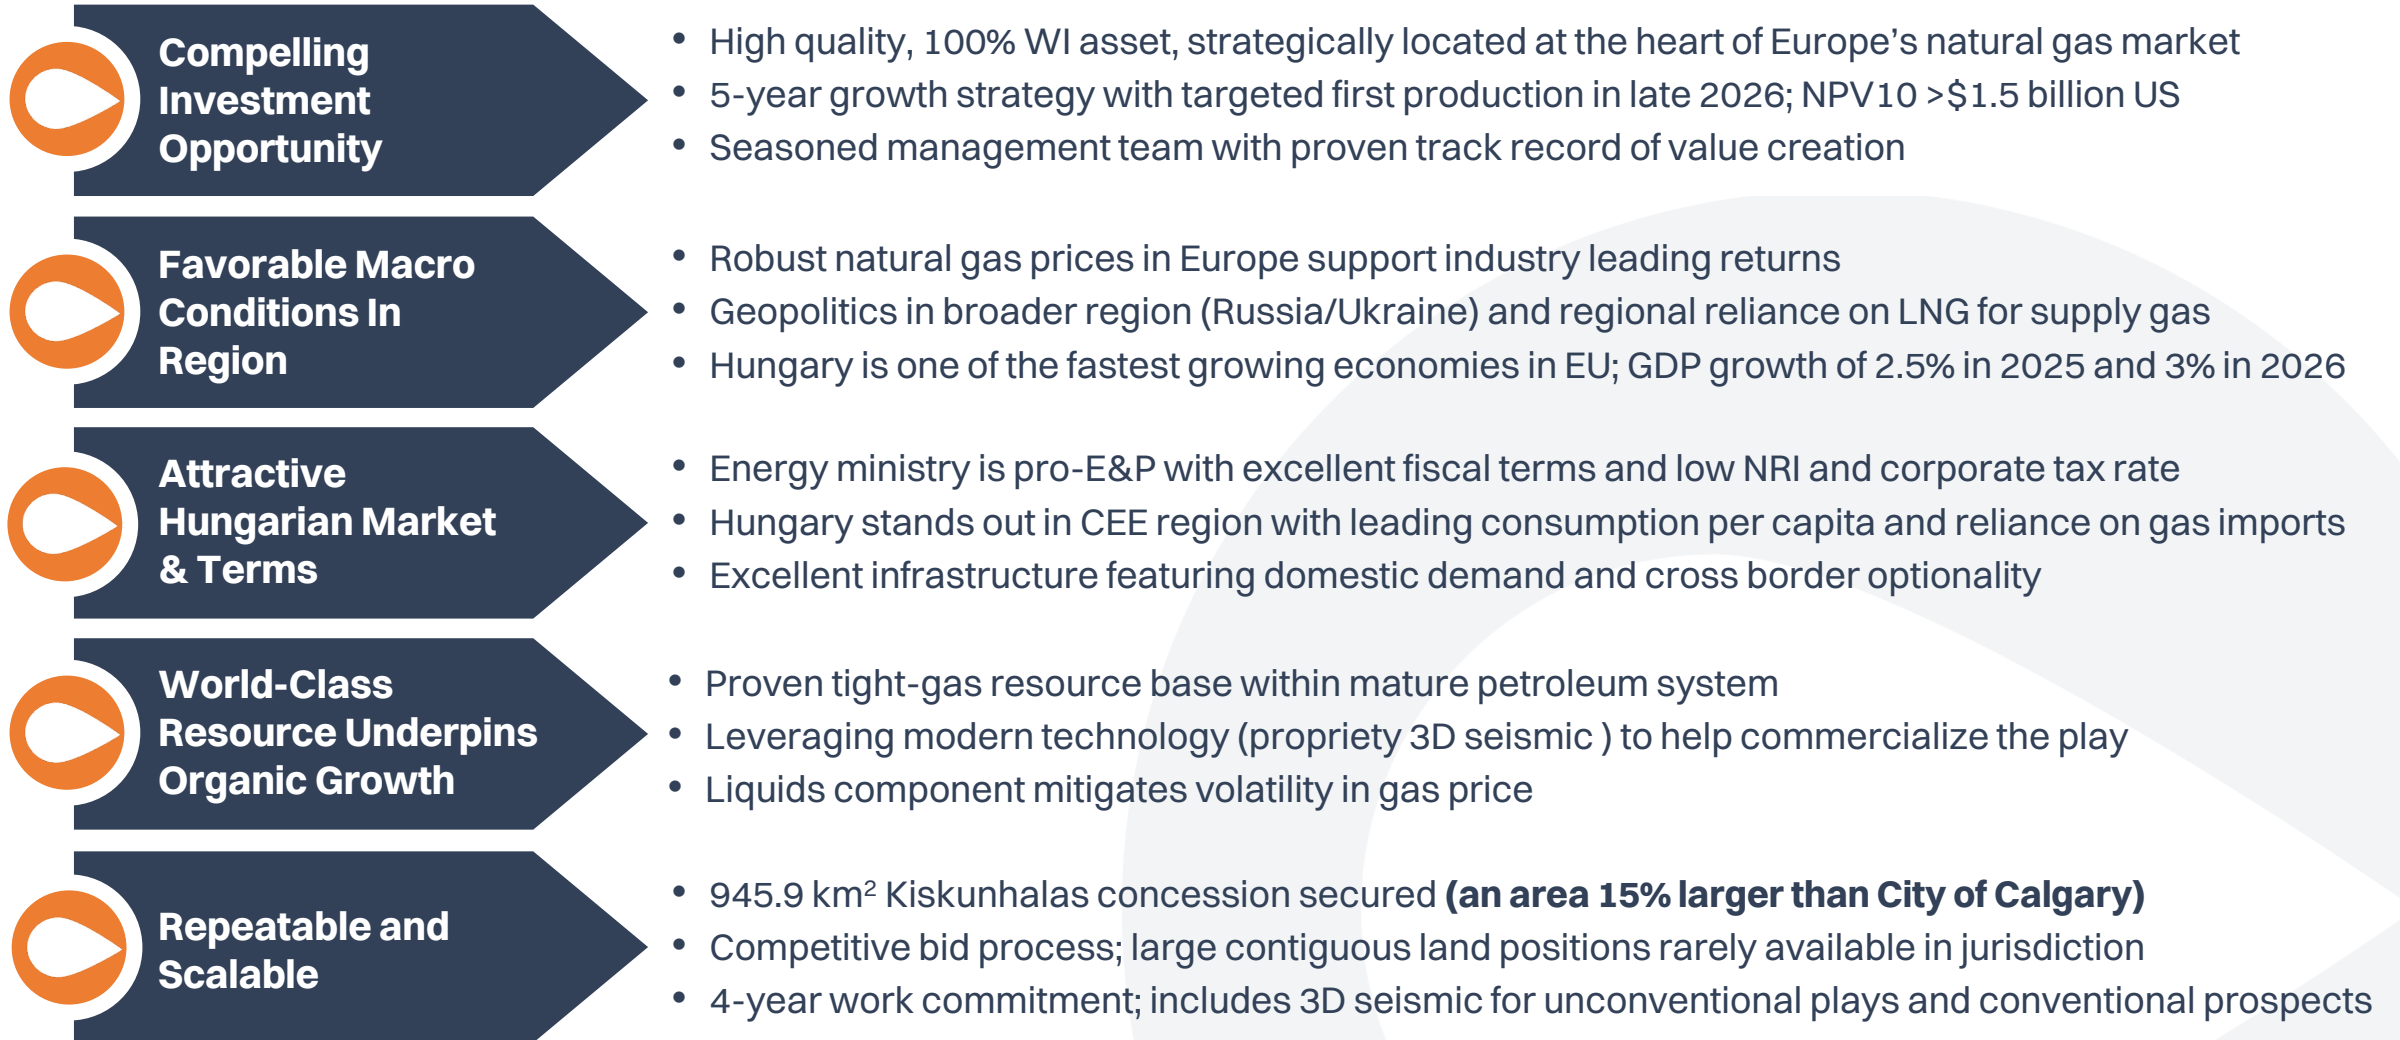 Compelling
Investment
Opportunity
• High quality, 100% WI asset, strategically located at the heart of Europe’s natural gas market
• 5-year growth strategy with targeted first production in late 2026; NPV10 >$1.5 billion US
• Seasoned management team with proven track record of value creation
Favorable Macro
Conditions In
Region
• Robust natural gas prices in Europe support industry leading returns
• Geopolitics in broader region (Russia/Ukraine) and regional reliance on LNG for supply gas
• Hungary is one of the fastest growing economies in EU; GDP growth of 2.5% in 2025 and 3% in 2026
Attractive
Hungarian Market
& Terms
• Energy ministry is pro-E&P with excellent fiscal terms and low NRI and corporate tax rate
• Hungary stands out in CEE region with leading consumption per capita and reliance on gas imports
• Excellent infrastructure featuring domestic demand and cross border optionality
World-Class
Resource Underpins
Organic Growth
• Proven tight-gas resource base within mature petroleum system
• Leveraging modern technology (propriety 3D seismic ) to help commercialize the play
• Liquids component mitigates volatility in gas price
Repeatable and
Scalable
• 945.9 km² Kiskunhalas concession secured (an area 15% larger than City of Calgary)
• Competitive bid process; large contiguous land positions rarely available in jurisdiction
• 4-year work commitment; includes 3D seismic for unconventional plays and conventional prospects